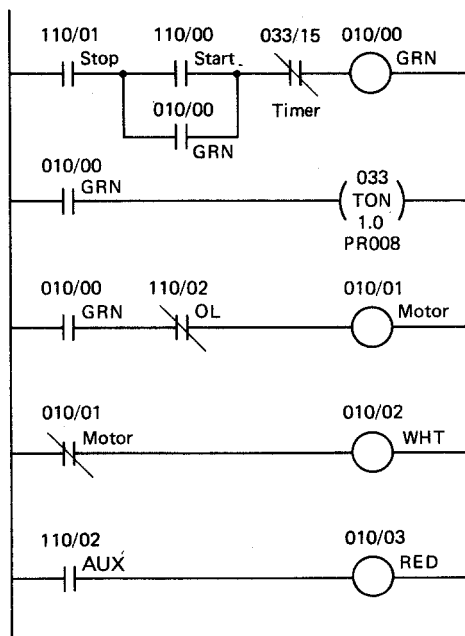 110/01 110/00 033/15 010/00
Stop Start GRN
Timer
010/00
GRN
010/00
GRN
033
TON
1.0
PR008
010/00 110/02 010/01
GRN OL Motor
010/01 010/02
Motor WHT
110/02 010/03
AUX RED